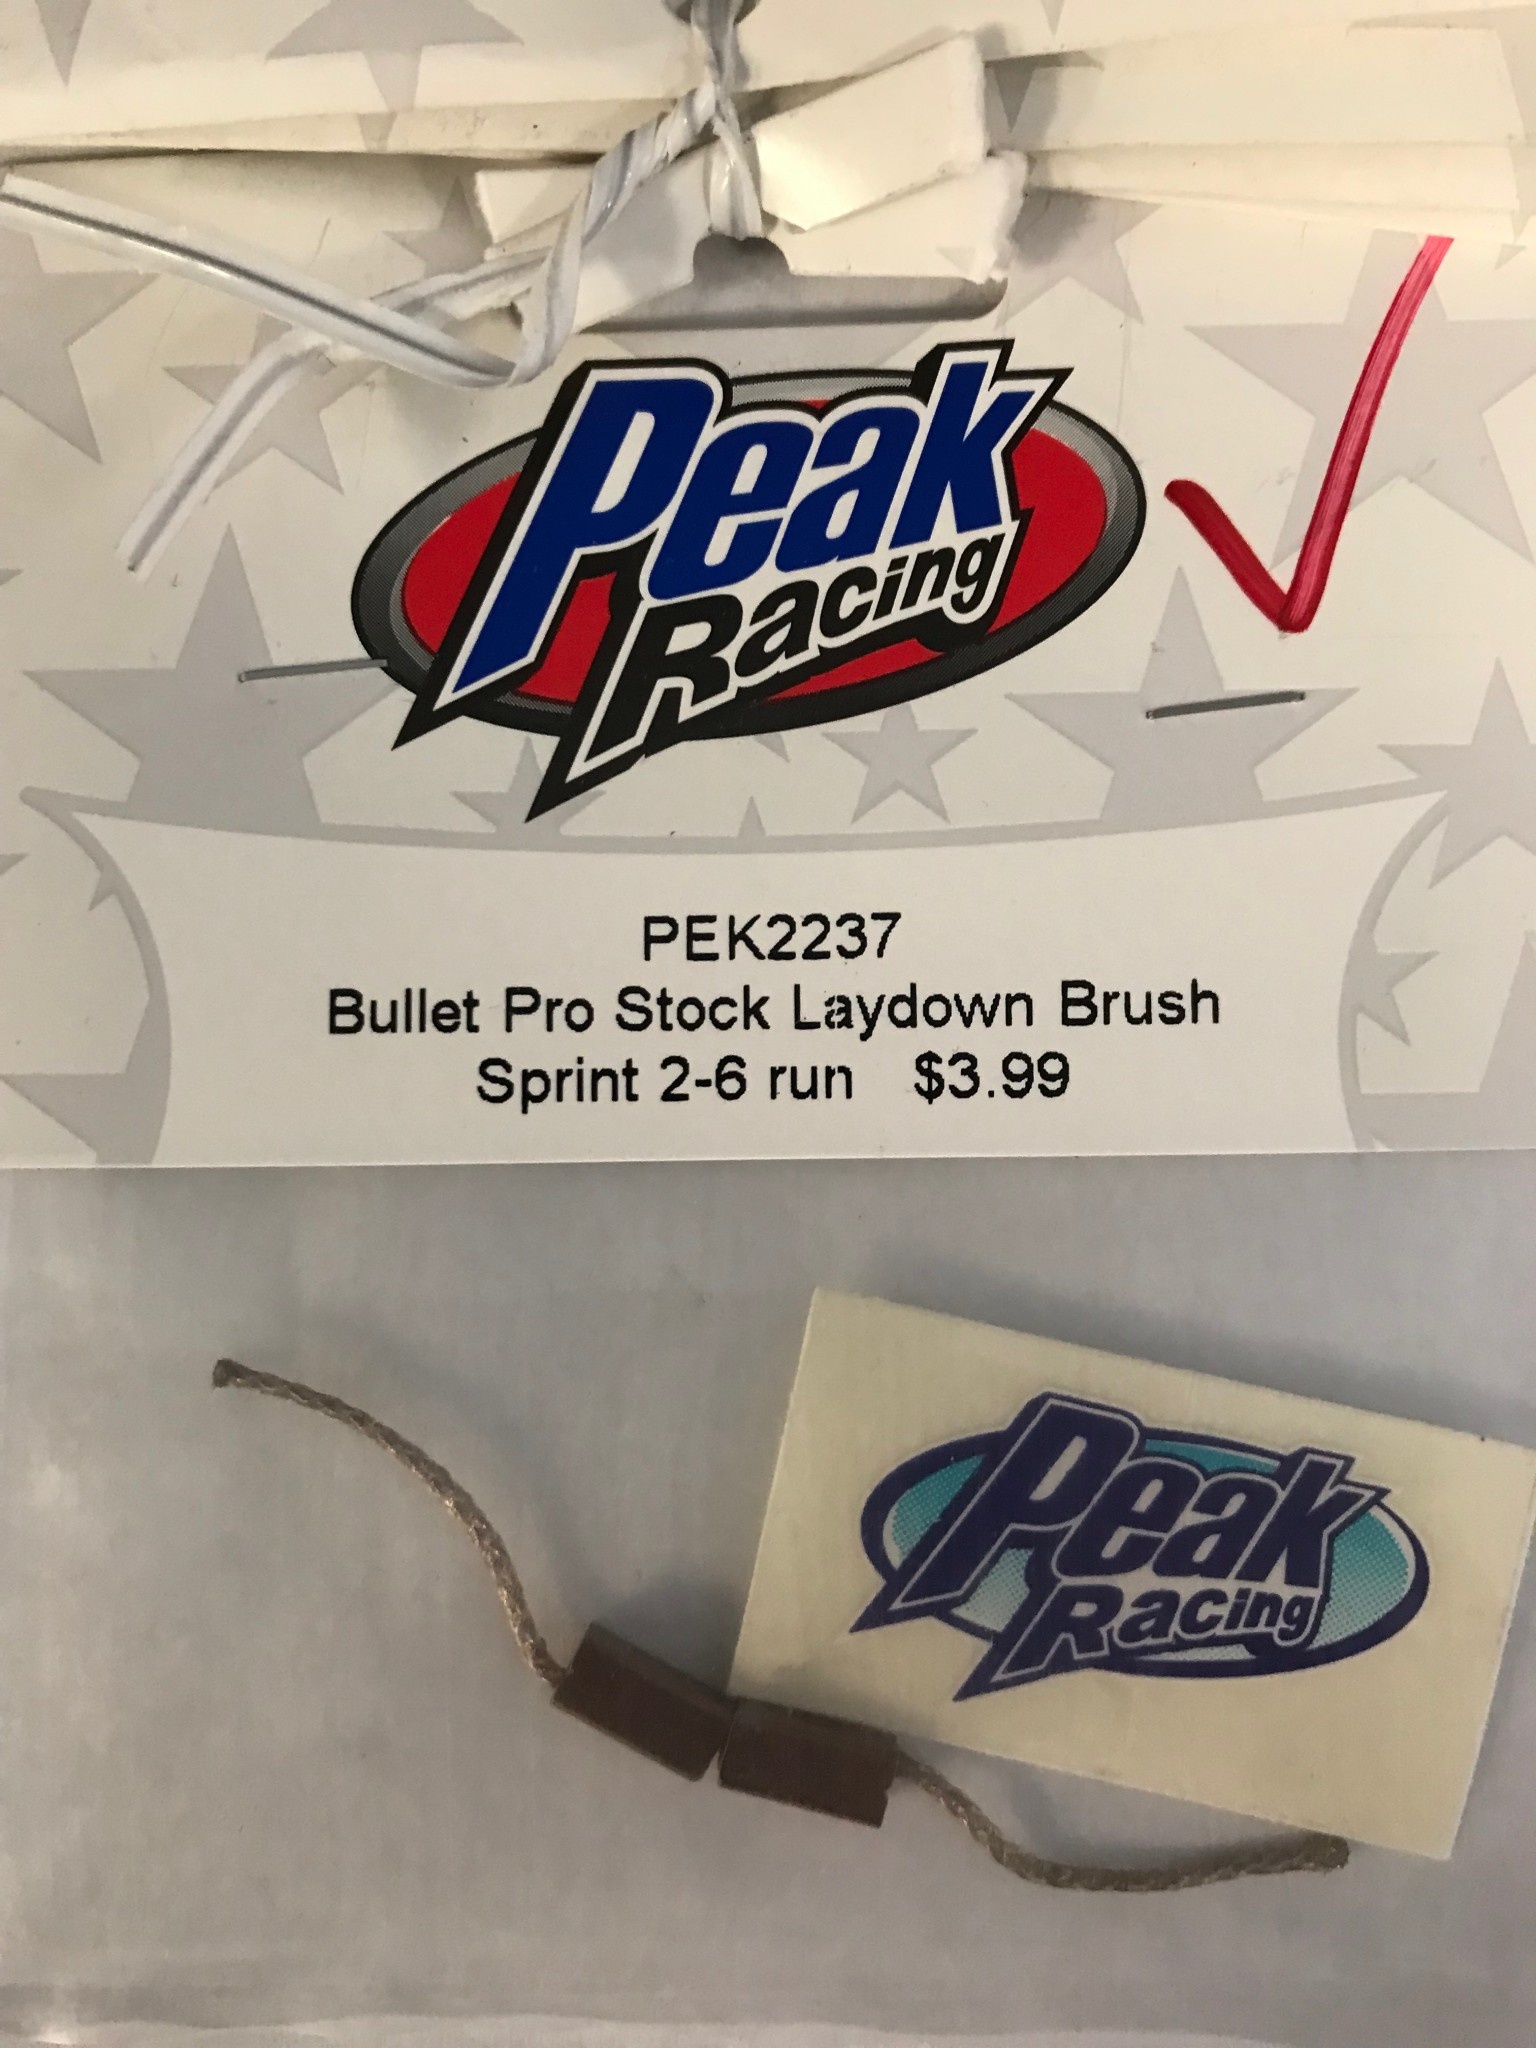 Peak
Racing
PEK2237
Bullet Pro Stock Laydown Brush
Sprint 2-6 run $3.99
Peak
Racing